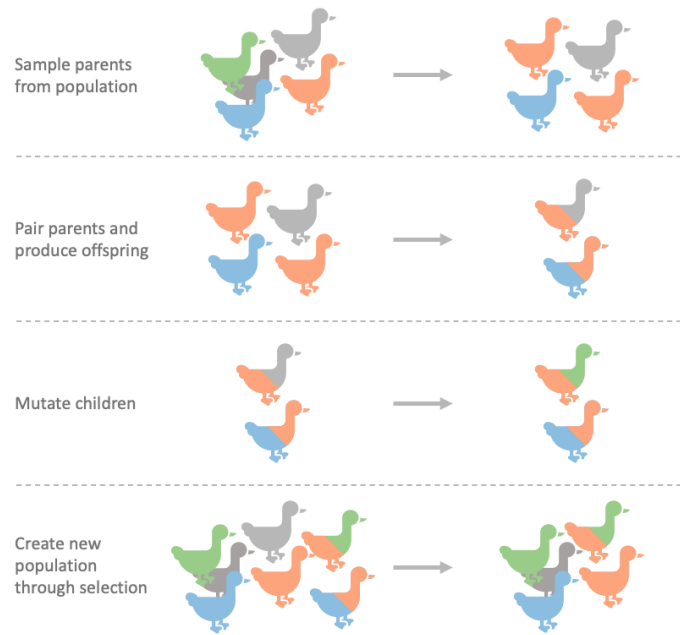 Sample parents
from population
Pair parents and
produce offspring
Mutate children
Create new
population
through selection